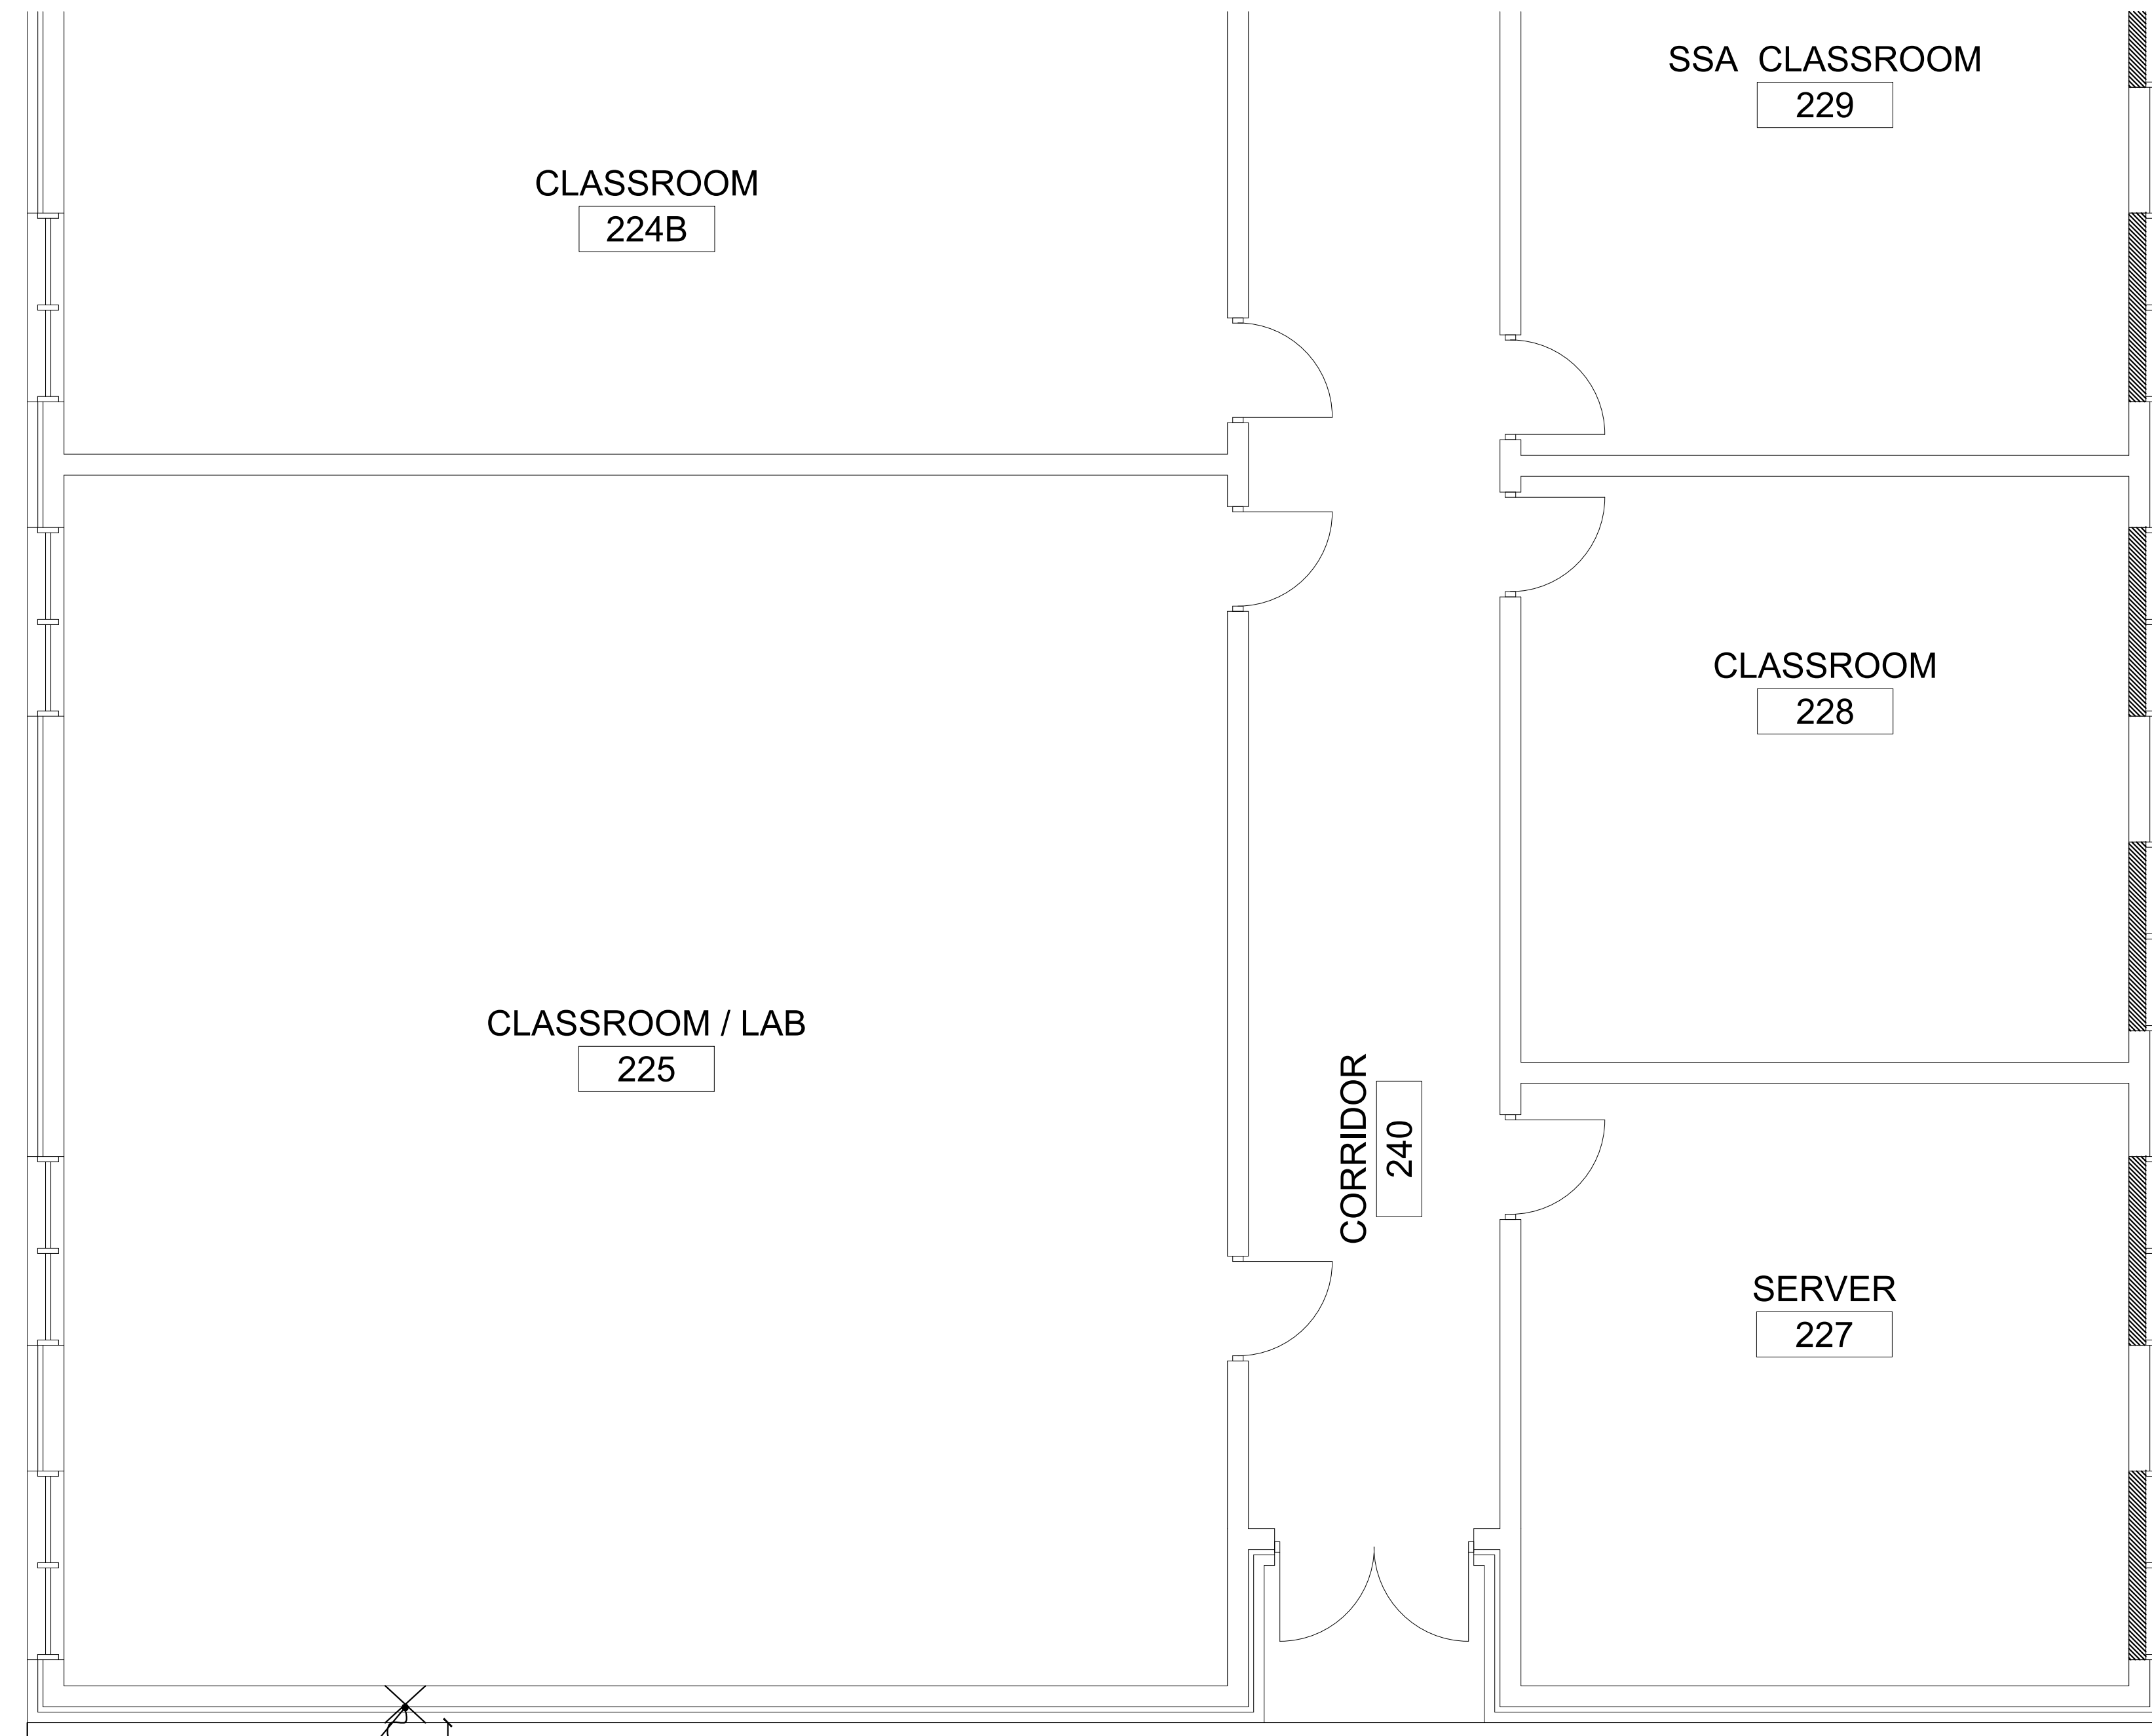 SSA CLASSROOM
229
CLASSROOM
224B
CLASSROOM
228
CLASSROOM / LAB
225
CORRIDOR
240
SERVER
227